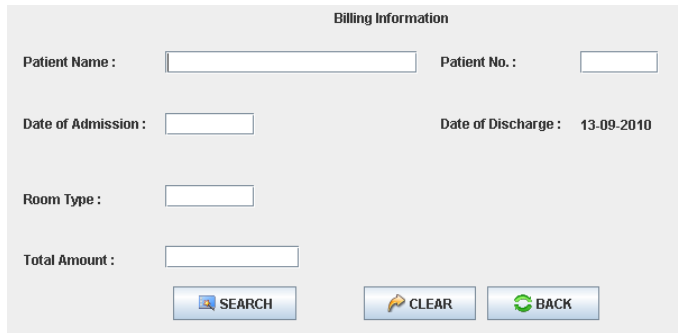 Billing Information
Patient Name : Patient No. :
Date of Admission : Date of Discharge : 13-09-2010
Room Type :
Total Amount :
SEARCH CLEAR BACK